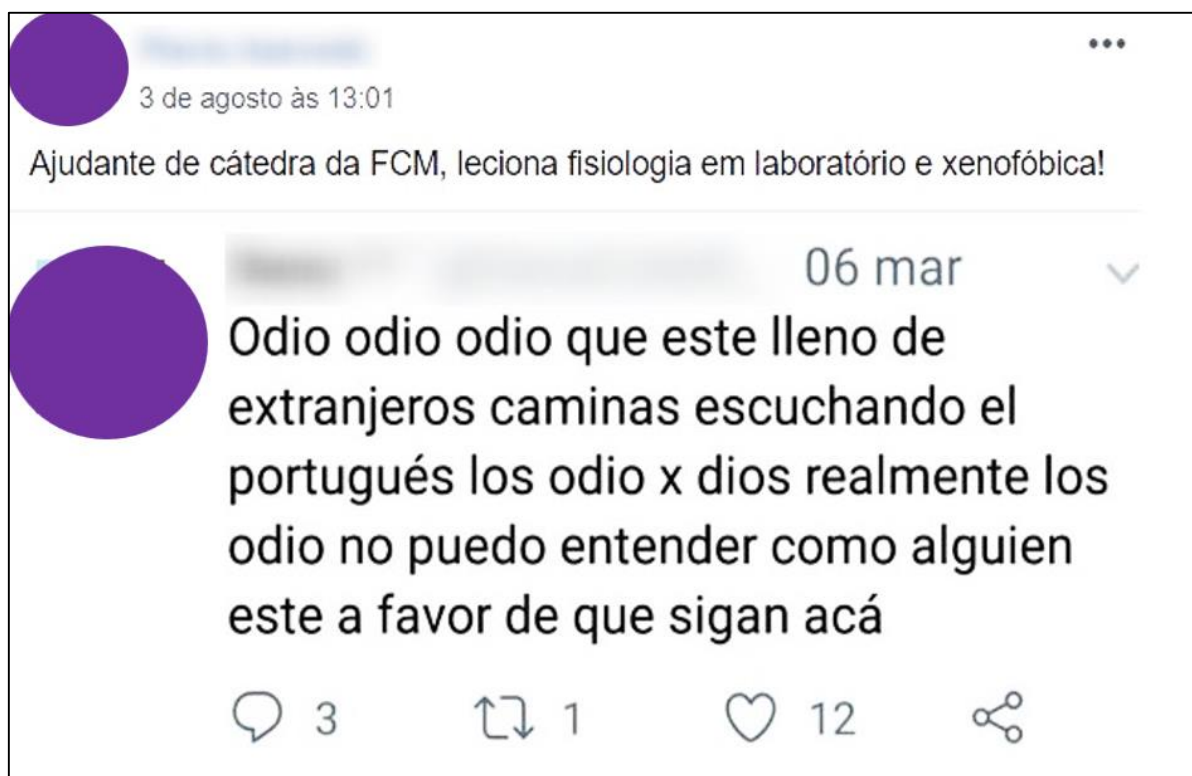 3 de agosto às 13:01
Ajudante de cátedra da FCM, leciona fisiologia em laboratório e xenofóbica!
06 mar
Odio odio odio que este lleno de
extranjeros caminas escuchando el
portugués los odio x dios realmente los
odio no puedo entender como alguien
este a favor de que sigan acá
3 1 12